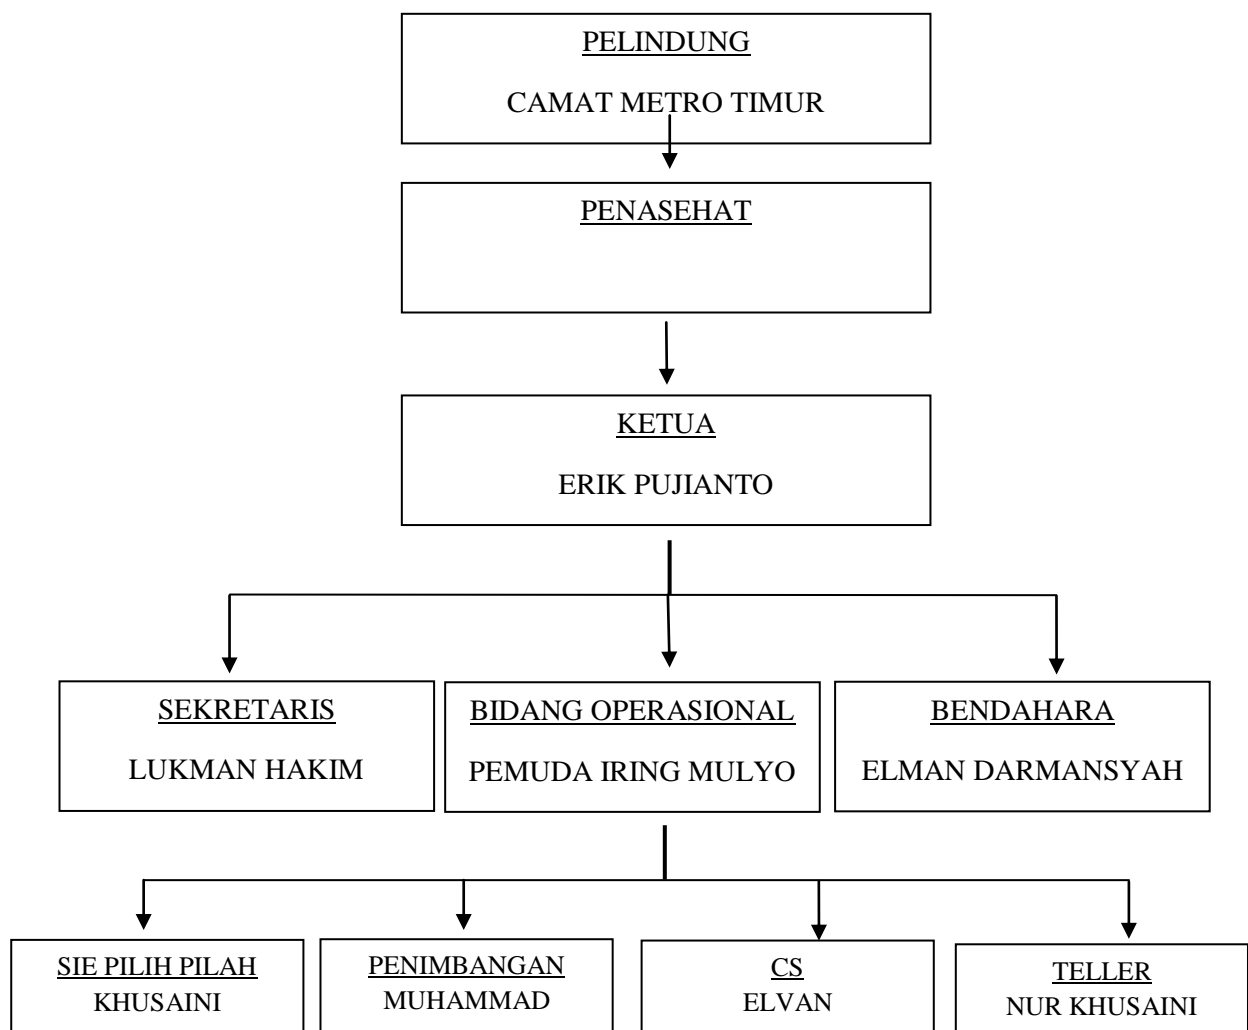 PELINDUNG
CAMAT METRO TIMUR
PENASEHAT
KETUA
ERIK PUJIANTO
SEKRETARIS
LUKMAN HAKIM
BIDANG OPERASIONAL
PEMUDA IRING MULYO
BENDAHARA
ELMAN DARMANSYAH
SIE PILIH PILAH
KHUSAINI
PENIMBANGAN
MUHAMMAD
CS
ELVAN
TELLER
NUR KHUSAINI